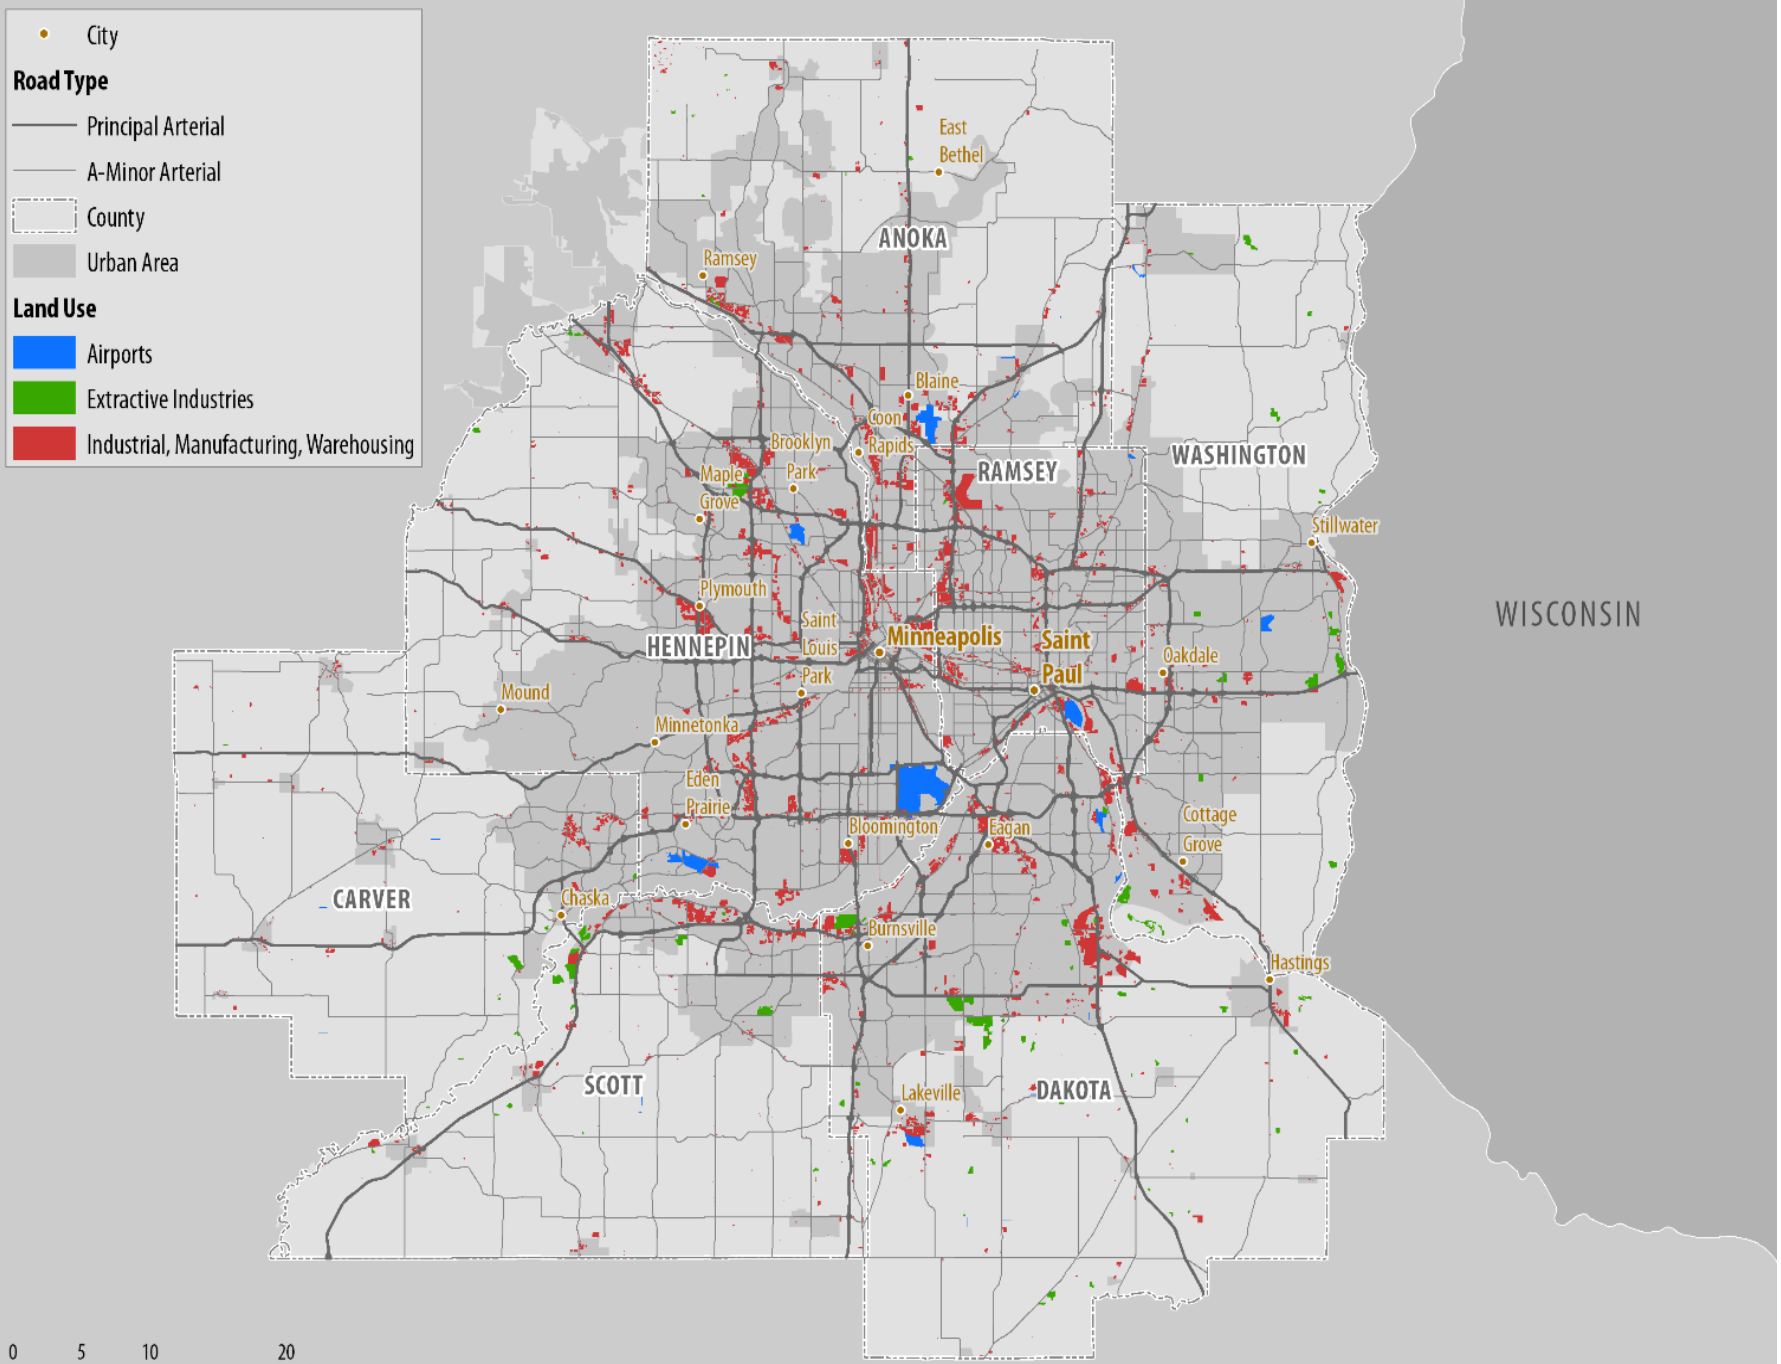 City
Road Type
Principal Arterial
A-Minor Arterial
County
Urban Area
Land Use
Airports
Extractive Industries
Industrial, Manufacturing, Warehousing
East
Bethel
ANOKA
Ramsey
Blaine
Coon
Rapids
Brooklyn
Park
Maple
Grove
RAMSEY
WASHINGTON
Stillwater
Plymouth
Saint
Louis
Park
HENNEPIN
Minneapolis
Saint
Paul
Oakdale
WISCONSIN
Mound
Minnetonka
Eden
Prairie
Bloomington
Eagan
Cottage
Grove
CARVER
Chaska
Burnsville
Hastings
SCOTT
Lakeville
DAKOTA
0 5 10 20